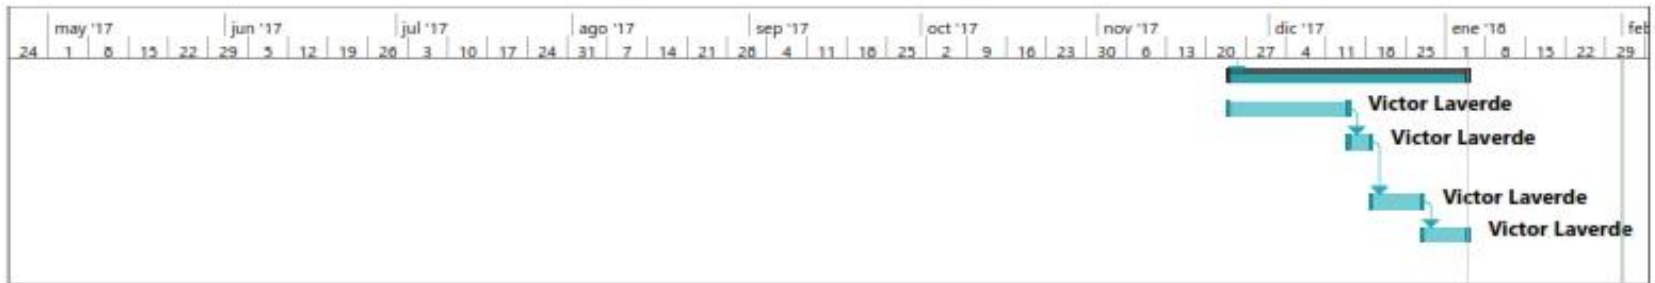 may '17 jun '17 jul '17 ago '17 sep '17 oct '17 nov '17 dic '17 ene '18 feb
24 1 8 15 22 29 5 12 19 26 3 10 17 24 31 7 14 21 28 4 11 18 25 2 9 16 23 30 6 13 20 27 4 11 18 25 1 8 15 22 29
Victor Laverde
Victor Laverde
Victor Laverde
Victor Laverde